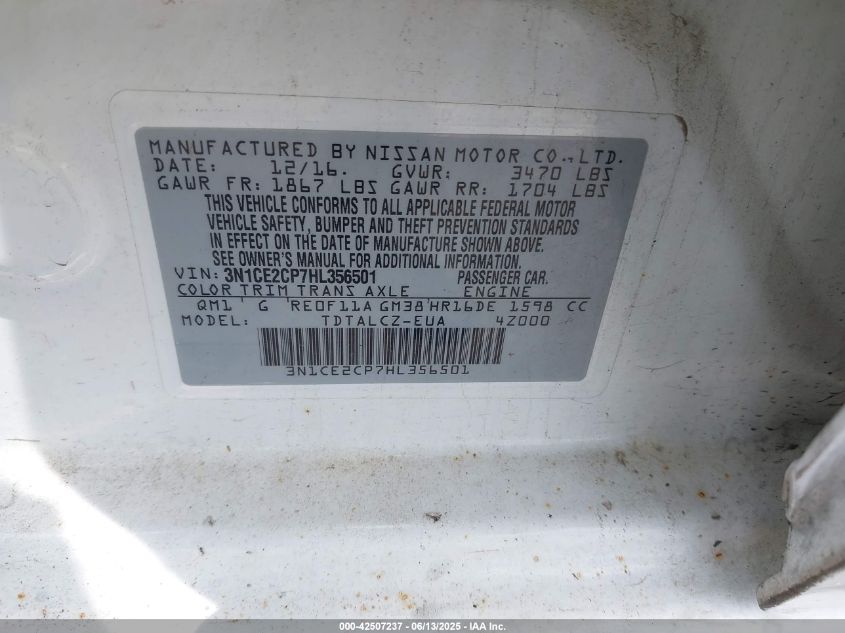 MANUFACTURED BY NISSAN MOTOR CO.,LTD.
DATE: 12/16. GVWR: 3470 LBS
GAWR FR: 1867 LBS GAWR RR: 1704 LBS
THIS VEHICLE CONFORMS TO ALL APPLICABLE FEDERAL MOTOR
VEHICLE SAFETY, BUMPER AND THEFT PREVENTION STANDARDS
IN EFFECT ON THE DATE OF MANUFACTURE SHOWN ABOVE.
SEE OWNER'S MANUAL FOR ADDITIONAL INFORMATION.
VIN: 3N1CE2CP7HL356501 PASSENGER CAR.
COLOR TRIM TRANS AXLE ENGINE
QM1 G RE0F11A GM38 HR16DE 1598 CC
MODEL: TDTALCZ-EUA 4Z000
3N1CE2CP7HL356501
000-42507237 - 06/13/2025 - IAA Inc.